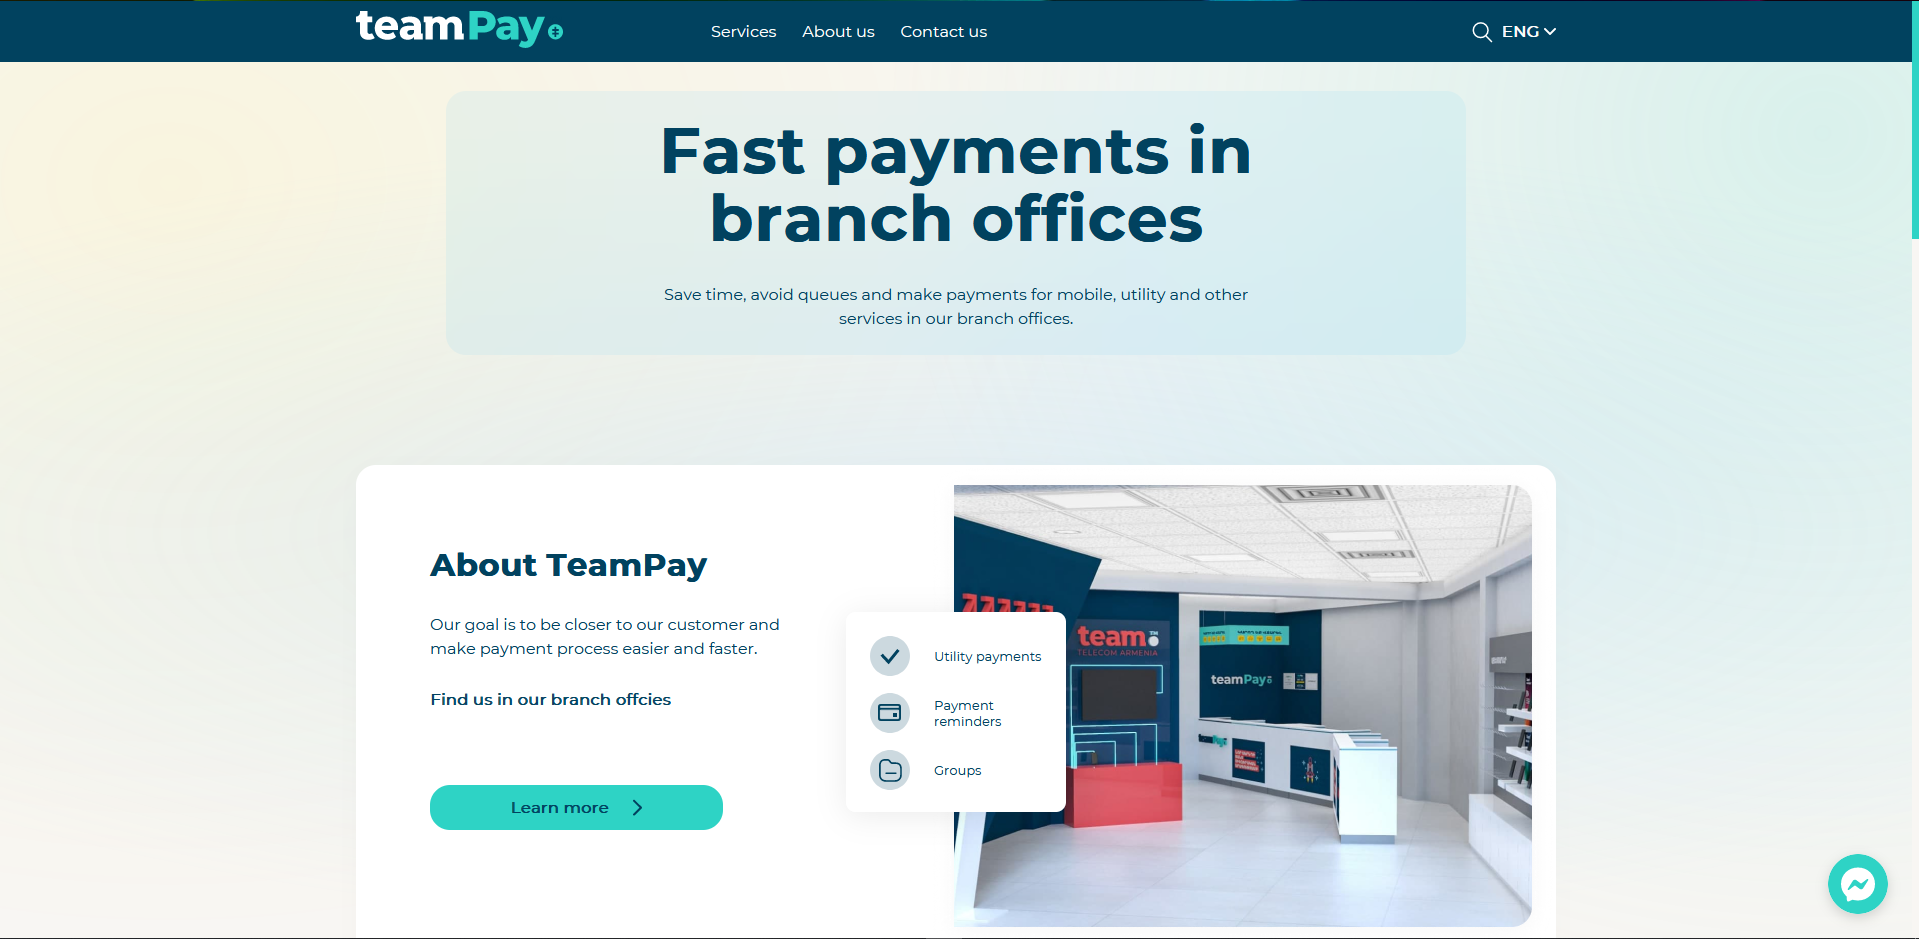 teamPay
Services
About us
Contact us
ENG
Fast payments in
branch offices
Save time, avoid queues and make payments for mobile, utility and other
services in our branch offices.
About TeamPay
Our goal is to be closer to our customer and
make payment process easier and faster.
Find us in our branch offcies
Learn more
Utility payments
Payment
reminders
Groups
team
TM
TELECOM ARMENIA
teamPay